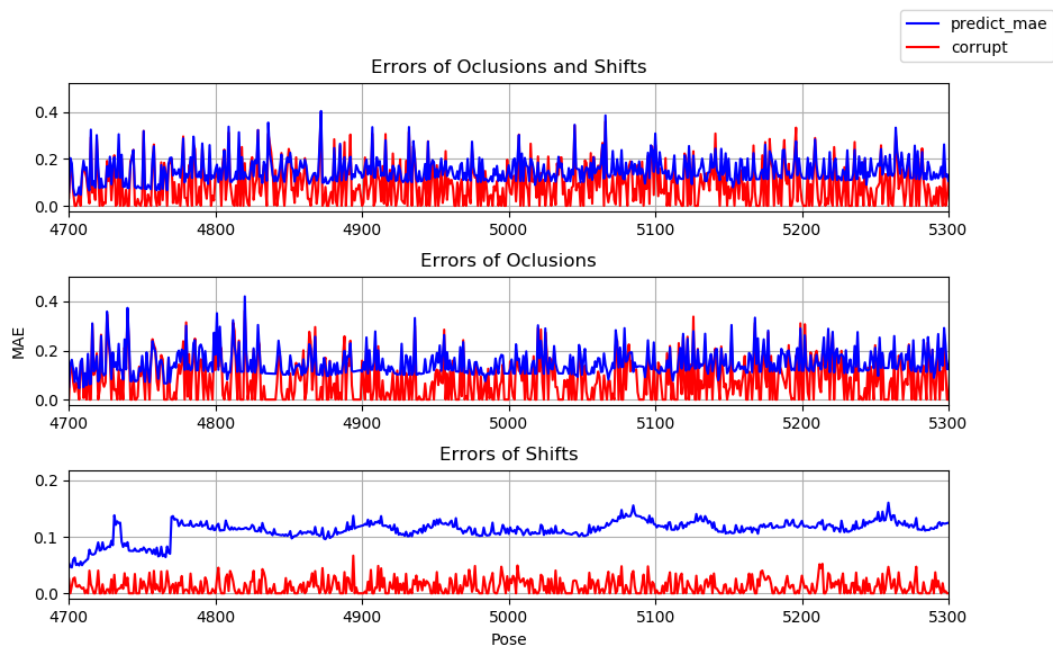 predict_mae
corrupt
Errors of Oclusions and Shifts
0.4
0.2
0.0
4700 4800 4900 5000 5100 5200 5300
Errors of Oclusions
0.4
0.2
0.0
MAE
4700 4800 4900 5000 5100 5200 5300
Errors of Shifts
0.2
0.1
0.0
4700 4800 4900 5000 5100 5200 5300
Pose